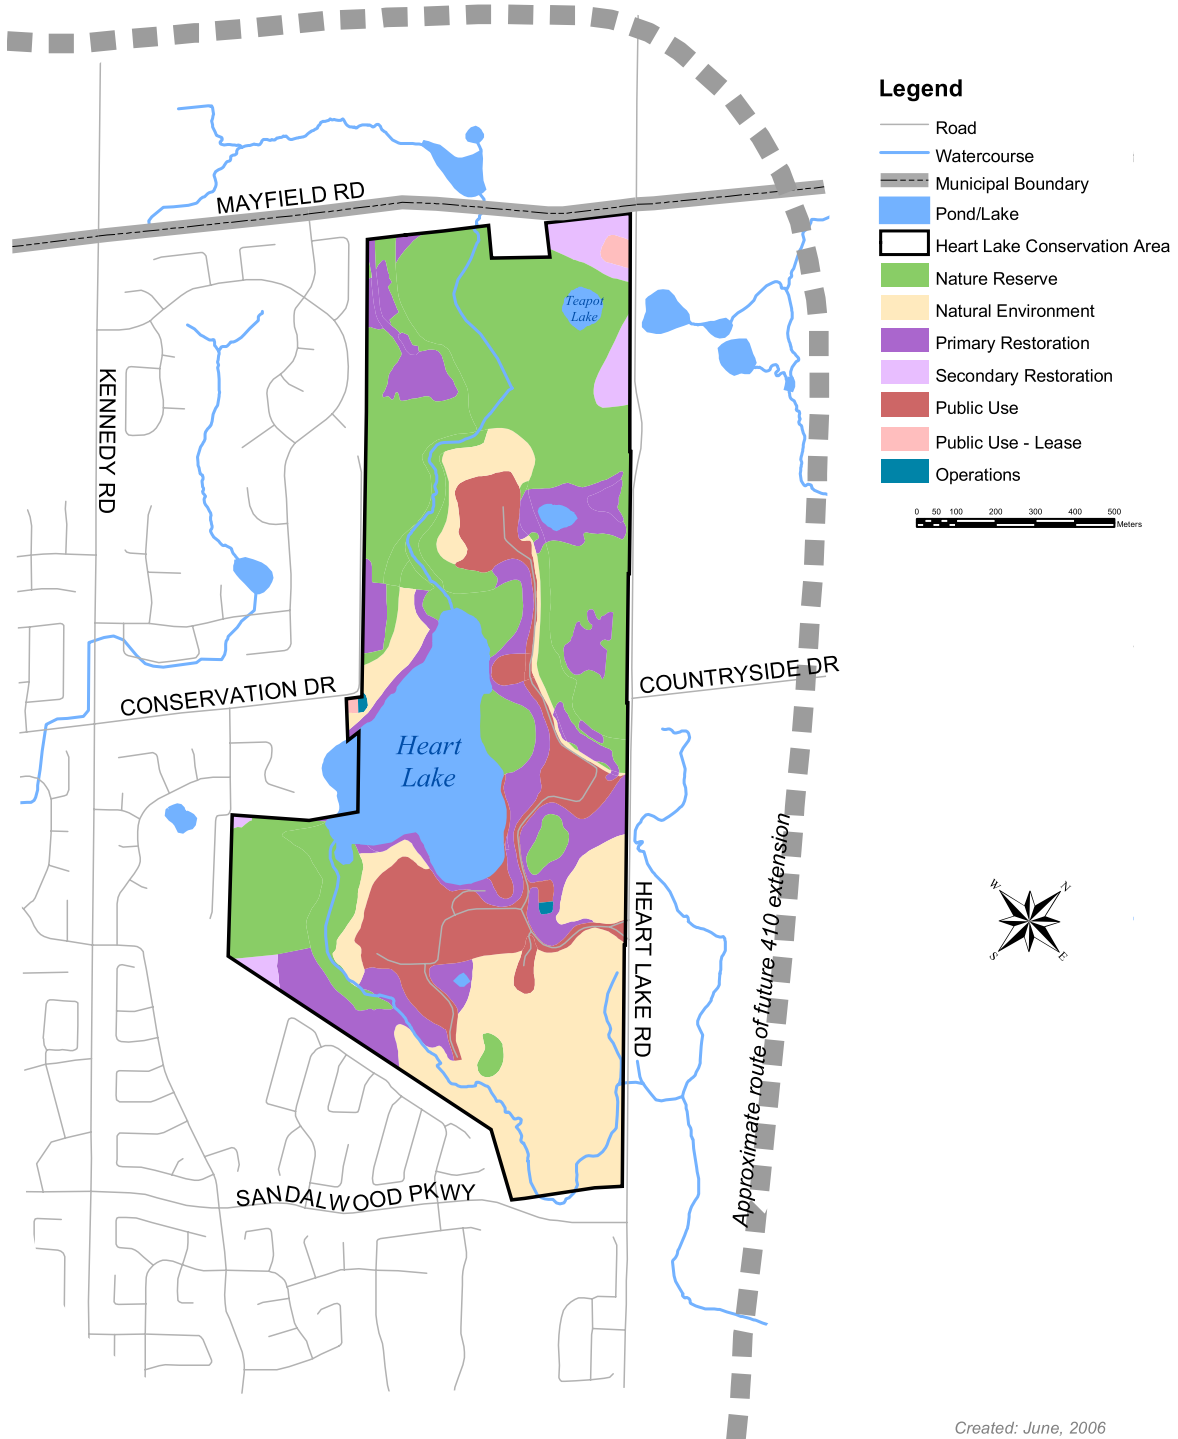 Legend
Road
Watercourse
Municipal Boundary
Pond/Lake
Heart Lake Conservation Area
Nature Reserve
Natural Environment
Primary Restoration
Secondary Restoration
Public Use
Public Use - Lease
Operations
0 50 100 200 300 400 500
Meters
MAYFIELD RD
Teapot
Lake
KENNEDY RD
CONSERVATION DR
COUNTRYSIDE DR
Heart
Lake
HEART LAKE RD
Approximate route of future 410 extension
SANDALWOOD PKWY
W N
S E
Created: June, 2006